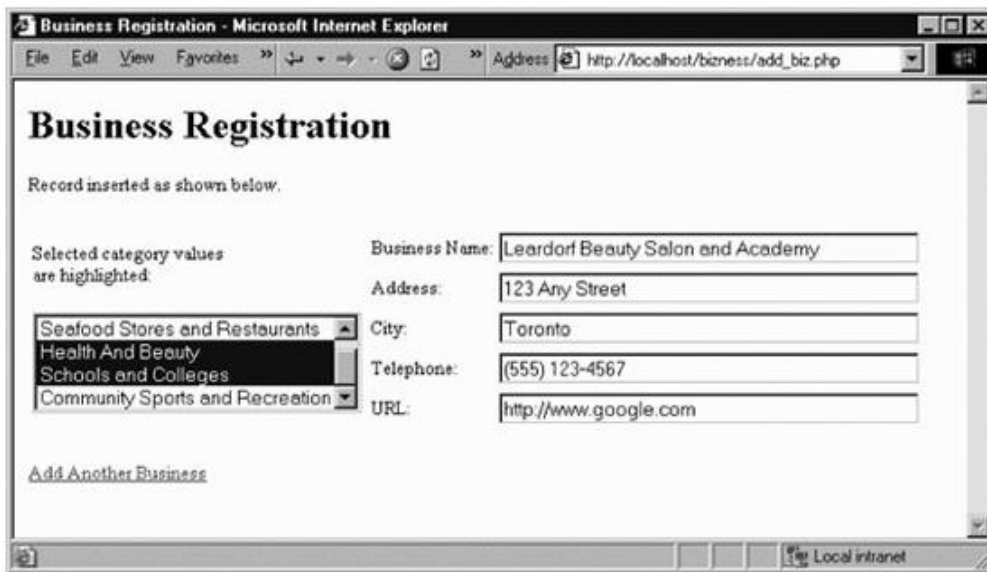 Business Registration - Microsoft Internet Explorer
File Edit View Favorites » » Address http://localhost/bizness/add_biz.php
Business Registration
Record inserted as shown below.
Selected category values
are highlighted:
Seafood Stores and Restaurants
Health And Beauty
Schools and Colleges
Community Sports and Recreation
Business Name: Leardorf Beauty Salon and Academy
Address: 123 Any Street
City: Toronto
Telephone: (555) 123-4567
URL: http://www.google.com
Add Another Business
Local intranet